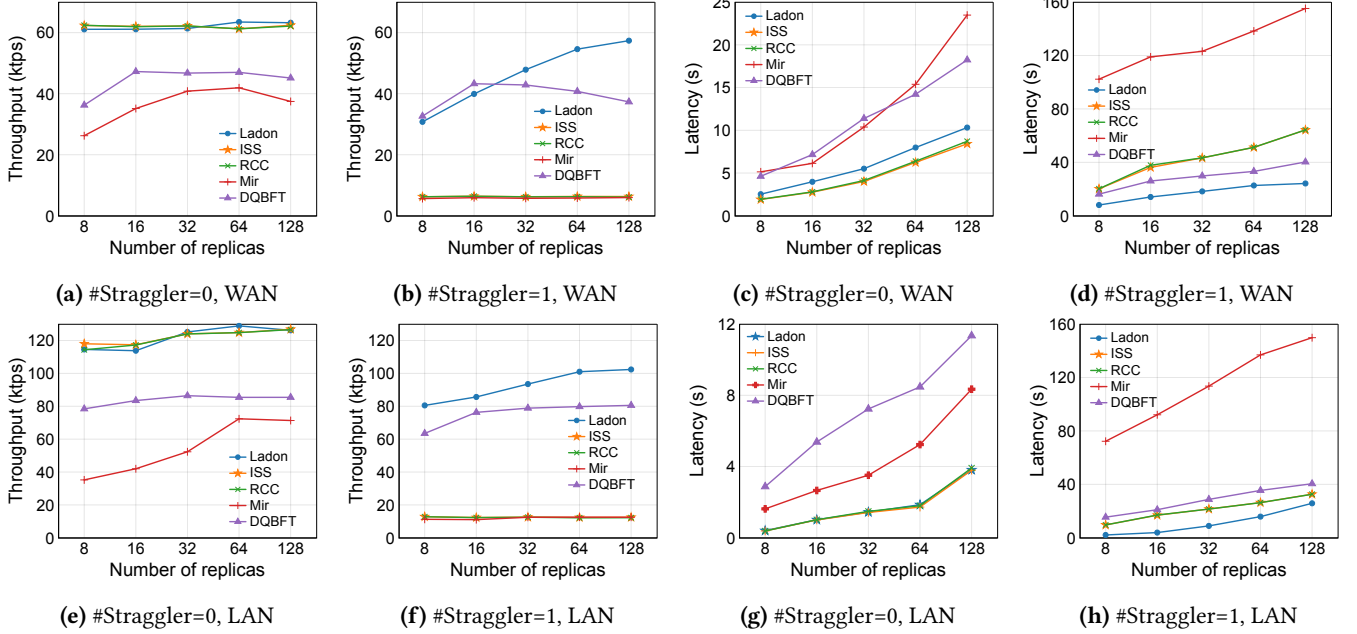 Throughput (ktps)
60
40
20
0
Ladon
ISS
RCC
Mir
DQBFT
8 16 32 64 128
Number of replicas
(a) #Straggler=0, WAN
Throughput (ktps)
60
40
20
0
Ladon
ISS
RCC
Mir
DQBFT
8 16 32 64 128
Number of replicas
(b) #Straggler=1, WAN
Latency (s)
25
20
15
10
5
0
Ladon
ISS
RCC
Mir
DQBFT
8 16 32 64 128
Number of replicas
(c) #Straggler=0, WAN
Latency (s)
160
120
80
40
0
Ladon
ISS
RCC
Mir
DQBFT
8 16 32 64 128
Number of replicas
(d) #Straggler=1, WAN
Throughput (ktps)
120
100
80
60
40
20
0
Ladon
ISS
RCC
Mir
DQBFT
8 16 32 64 128
Number of replicas
(e) #Straggler=0, LAN
Throughput (ktps)
120
100
80
60
40
20
0
Ladon
ISS
RCC
Mir
DQBFT
8 16 32 64 128
Number of replicas
(f) #Straggler=1, LAN
Latency (s)
12
8
4
0
Ladon
ISS
RCC
Mir
DQBFT
8 16 32 64 128
Number of replicas
(g) #Straggler=0, LAN
Latency (s)
160
120
80
40
0
Ladon
ISS
RCC
Mir
DQBFT
8 16 32 64 128
Number of replicas
(h) #Straggler=1, LAN